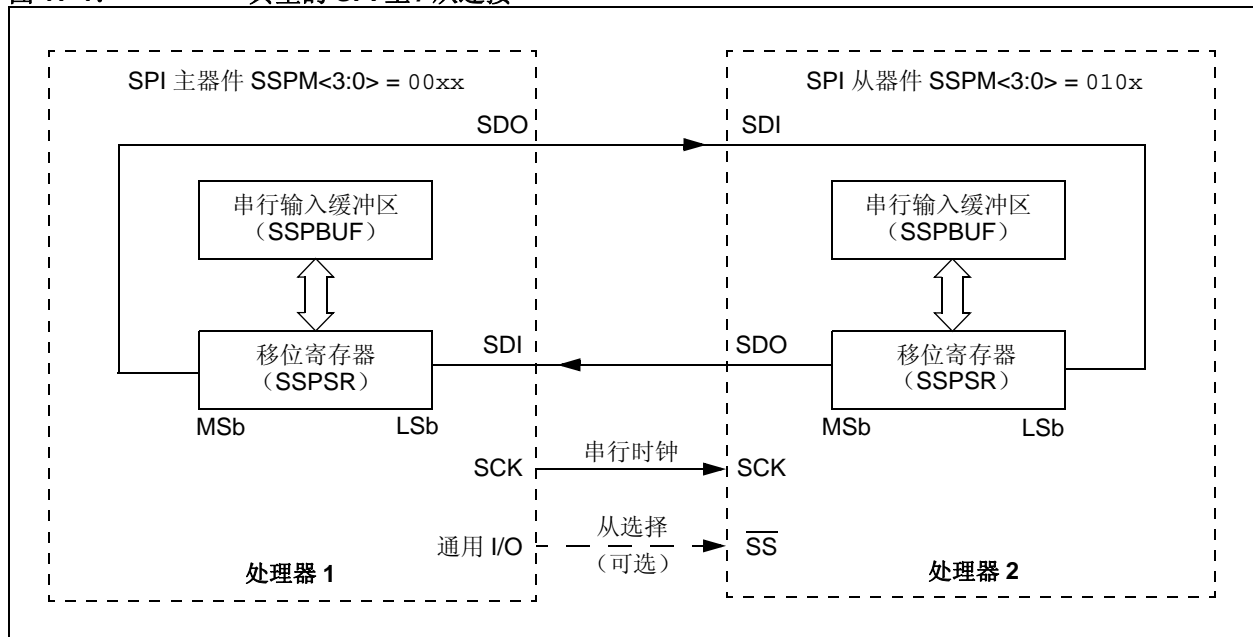 SPI 主器件 SSPM<3:0> = 00xx
SPI 从器件 SSPM<3:0> = 010x
SDO
SDI
串行输入缓冲区
（SSPBUF）
串行输入缓冲区
（SSPBUF）
移位寄存器
（SSPSR）
SDI
SDO
移位寄存器
（SSPSR）
MSb
LSb
MSb
LSb
SCK
串行时钟
SCK
通用 I/O
从选择
（可选）
SS
处理器 1
处理器 2